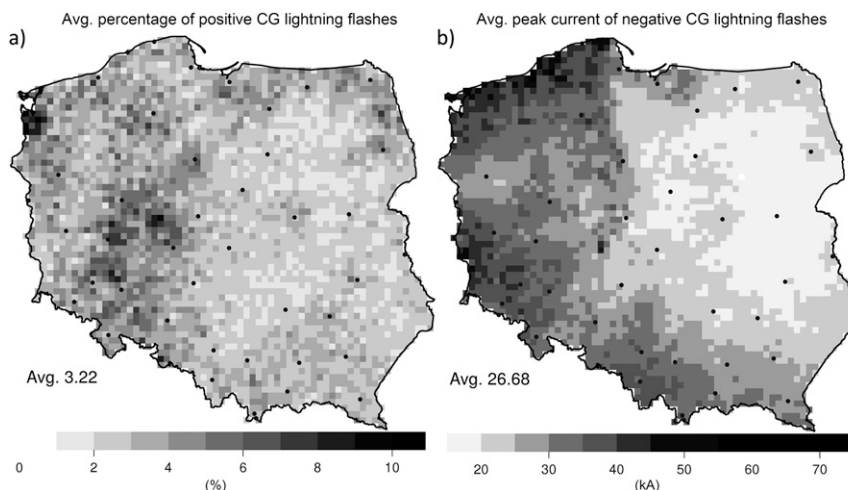 Avg. percentage of positive CG lightning flashes
Avg. peak current of negative CG lightning flashes
a)
b)
Avg. 3.22
Avg. 26.68
0 2 4 6 8 10
(%)
20 30 40 50 60 70
(kA)